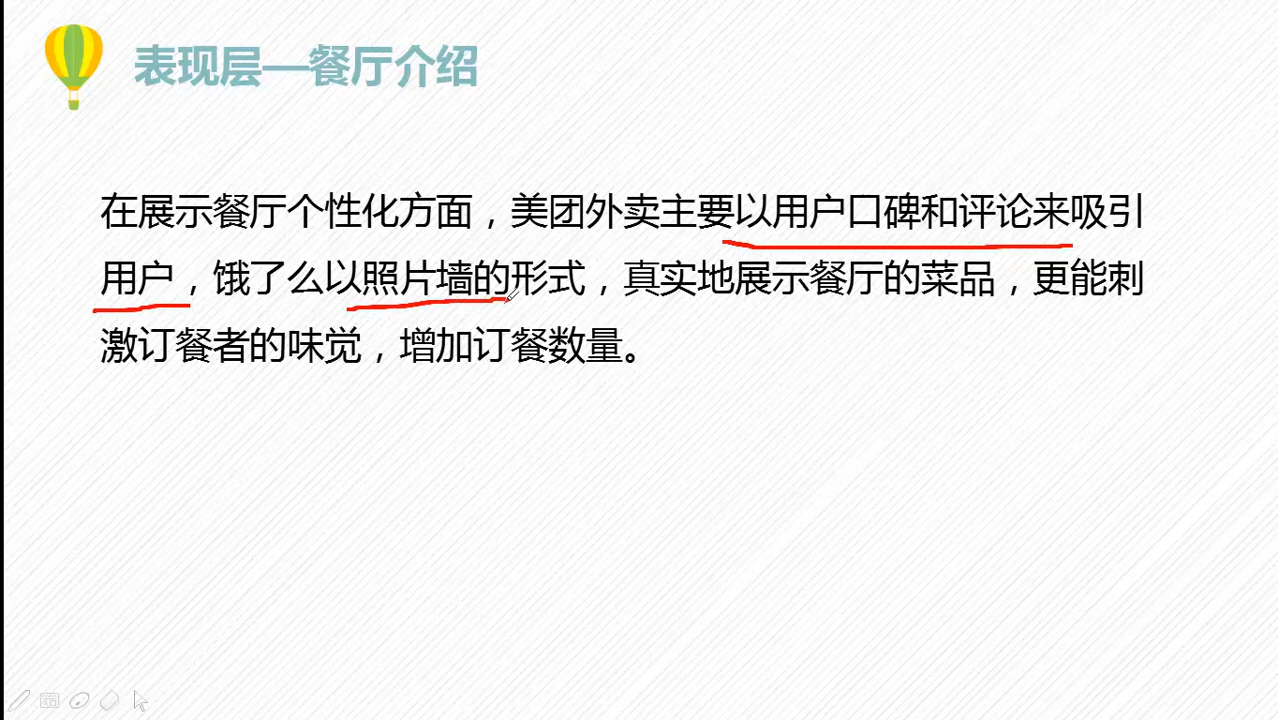 表现层—餐厅介绍
在展示餐厅个性化方面，美团外卖主要以用户口碑和评论来吸引
用户，饿了么以照片墙的形式，真实地展示餐厅的菜品，更能刺
激订餐者的味觉，增加订餐数量。